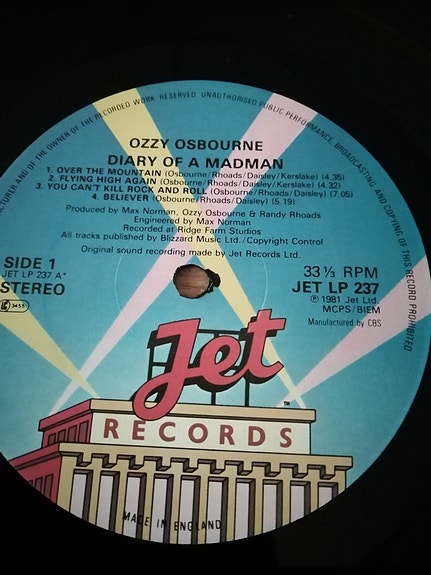 ACTURER AND OF THE OWNER OF THE RECORDED WORK RESERVED UNAUTHORISED PUBLIC PERFORMANCE, BROADCASTING AND COPYING OF THIS RECORD PROHIBITED
OZZY OSBOURNE
DIARY OF A MADMAN
1. OVER THE MOUNTAIN (Osbourne/Rhoads/Daisley/Kerslake) (4.35)
2. FLYING HIGH AGAIN (Osbourne/Rhoads/Daisley/Kerslake) (4.32)
3. YOU CAN'T KILL ROCK AND ROLL (Osbourne/Rhoads/Daisley) (7.05)
4. BELIEVER (Osbourne/Rhoads/Daisley) (5.19)
Produced by Max Norman, Ozzy Osbourne & Randy Rhoads
Engineered by Max Norman
Recorded at Ridge Farm Studios
All tracks published by Blizzard Music Ltd./Copyright Control
Original sound recording made by Jet Records Ltd.
SIDE 1
JET LP 237 A*
STEREO
LC 3455
33 ⅓ RPM
JET LP 237
℗ 1981 Jet Ltd.
MCPS/BIEM
Manufactured by CBS
Jet
TM
RECORDS
MADE IN ENGLAND